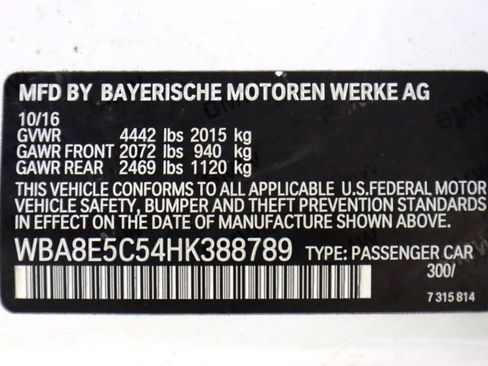 MFD BY BAYERISCHE MOTOREN WERKE AG
10/16
GVWR 4442 lbs 2015 kg
GAWR FRONT 2072 lbs 940 kg
GAWR REAR 2469 lbs 1120 kg
THIS VEHICLE CONFORMS TO ALL APPLICABLE U.S.FEDERAL MOTOR
VEHICLE SAFETY, BUMPER AND THEFT PREVENTION STANDARDS
IN EFFECT ON THE DATE OF MANUFACTURE SHOWN ABOVE.
WBA8E5C54HK388789 TYPE: PASSENGER CAR
300/
7 315 814